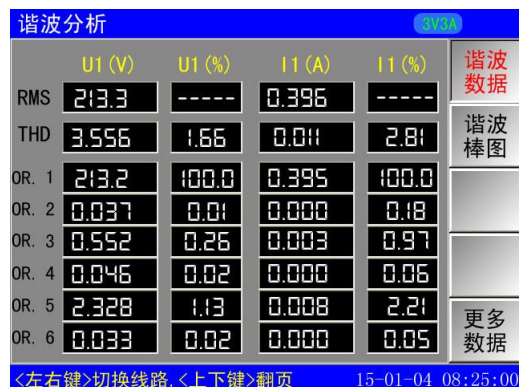 谐波分析 3V3A
U1(V) U1(%) I1(A) I1(%) 谐波数据
RMS 213.3 ----- 0.396 -----
THD 3.556 1.66 0.011 2.81 谐波棒图
OR. 1 213.2 100.0 0.395 100.0
OR. 2 0.037 0.01 0.000 0.18
OR. 3 0.552 0.26 0.003 0.97
OR. 4 0.046 0.02 0.000 0.06
OR. 5 2.328 1.13 0.008 2.21 更多数据
OR. 6 0.033 0.02 0.000 0.05
<左右键>切换线路,<上下键>翻页 15-01-04 08:25:00